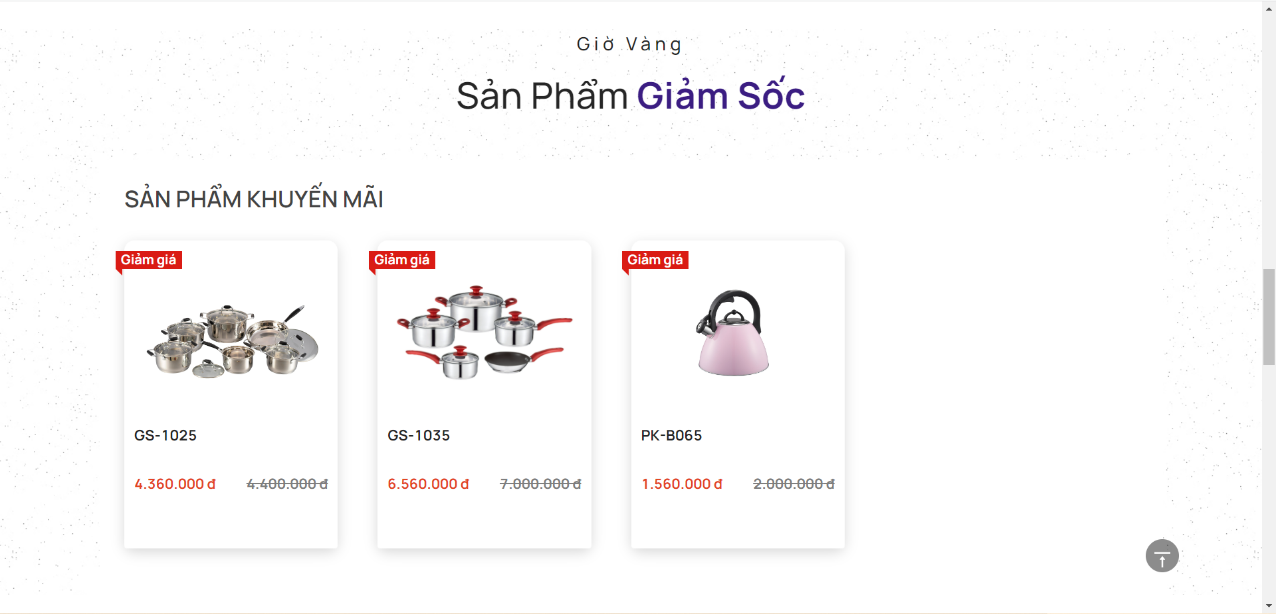 Giờ Vàng
Sản Phẩm Giảm Sốc
SẢN PHẨM KHUYẾN MÃI
Giảm giá
GS-1025
4.360.000 đ 4.400.000 đ
Giảm giá
GS-1035
6.560.000 đ 7.000.000 đ
Giảm giá
PK-B065
1.560.000 đ 2.000.000 đ